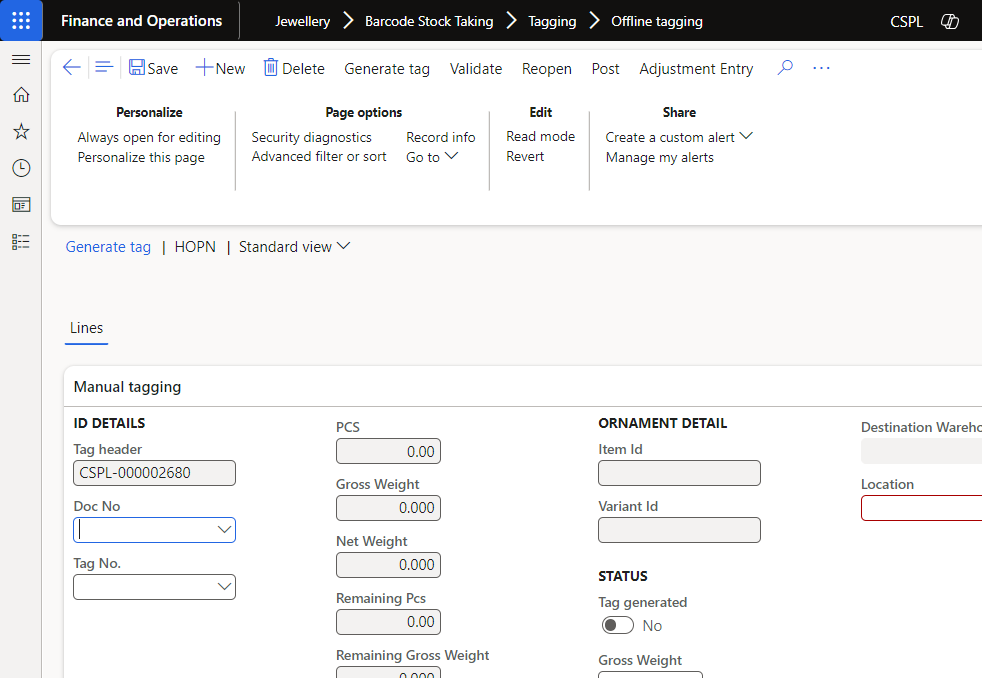 Finance and Operations
Jewellery > Barcode Stock Taking > Tagging > Offline tagging
CSPL
Save New Delete Generate tag Validate Reopen Post Adjustment Entry ...
Personalize
Always open for editing
Personalize this page
Page options
Security diagnostics Record info
Advanced filter or sort Go to
Edit
Read mode
Revert
Share
Create a custom alert
Manage my alerts
Generate tag | HOPN | Standard view
Lines
Manual tagging
ID DETAILS
Tag header
CSPL-000002680
Doc No
Tag No.
PCS
0.00
Gross Weight
0.000
Net Weight
0.000
Remaining Pcs
0.00
Remaining Gross Weight
0.000
ORNAMENT DETAIL
Item Id
Variant Id
STATUS
Tag generated
No
Gross Weight
Destination Wareho
Location